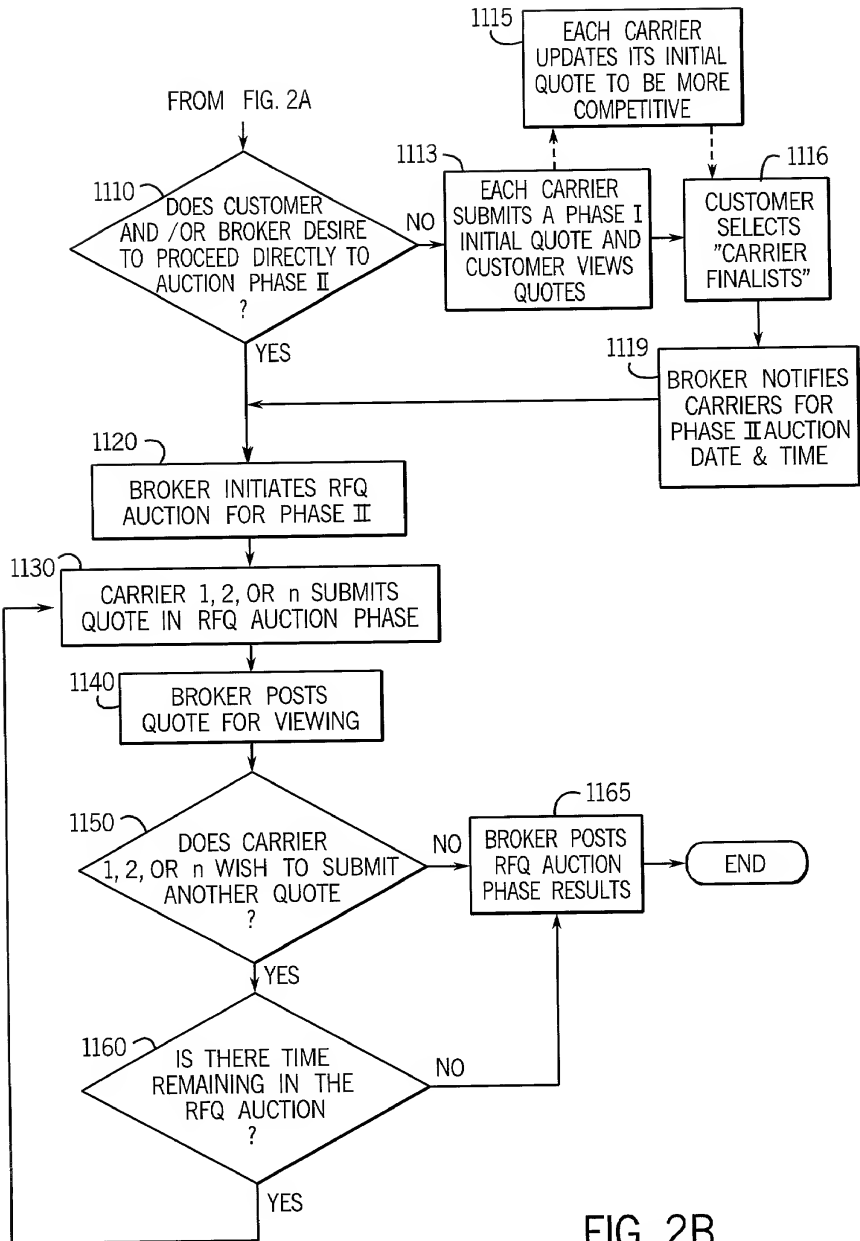 1115
EACH CARRIER
UPDATES ITS INITIAL
QUOTE TO BE MORE
COMPETITIVE
FROM FIG. 2A
1110
DOES CUSTOMER
AND /OR BROKER DESIRE
TO PROCEED DIRECTLY TO
AUCTION PHASE II
?
NO
YES
1113
EACH CARRIER
SUBMITS A PHASE I
INITIAL QUOTE AND
CUSTOMER VIEWS
QUOTES
1116
CUSTOMER
SELECTS
"CARRIER
FINALISTS"
1119
BROKER NOTIFIES
CARRIERS FOR
PHASE II AUCTION
DATE & TIME
1120
BROKER INITIATES RFQ
AUCTION FOR PHASE II
1130
CARRIER 1, 2, OR n SUBMITS
QUOTE IN RFQ AUCTION PHASE
1140
BROKER POSTS
QUOTE FOR VIEWING
1150
DOES CARRIER
1, 2, OR n WISH TO SUBMIT
ANOTHER QUOTE
?
NO
YES
1165
BROKER POSTS
RFQ AUCTION
PHASE RESULTS
END
1160
IS THERE TIME
REMAINING IN THE
RFQ AUCTION
?
NO
YES
FIG. 2B